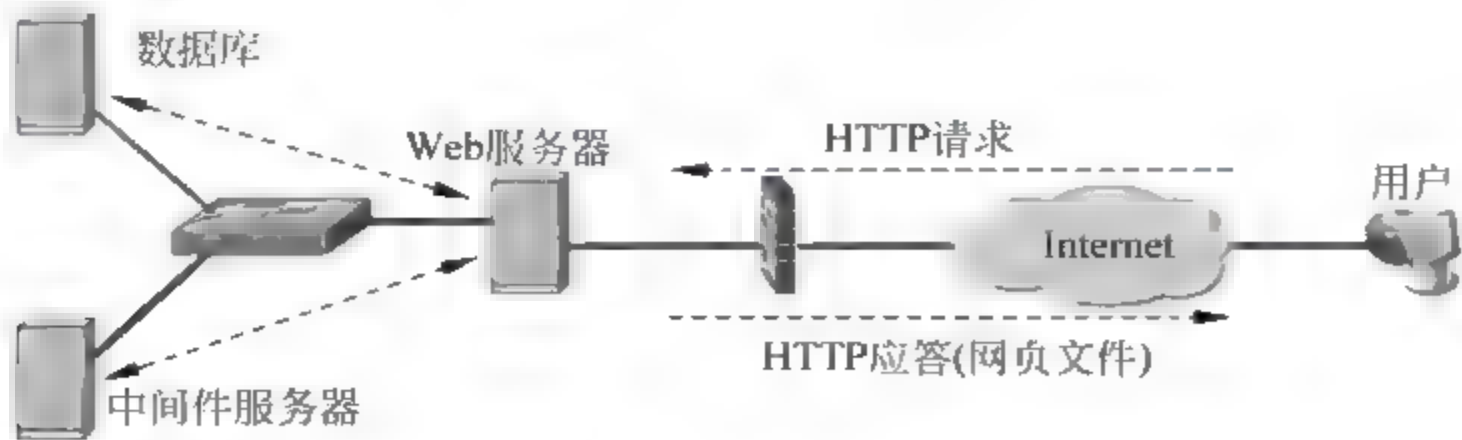 数据库
Web服务器
HTTP请求
用户
Internet
HTTP应答(网页文件)
中间件服务器